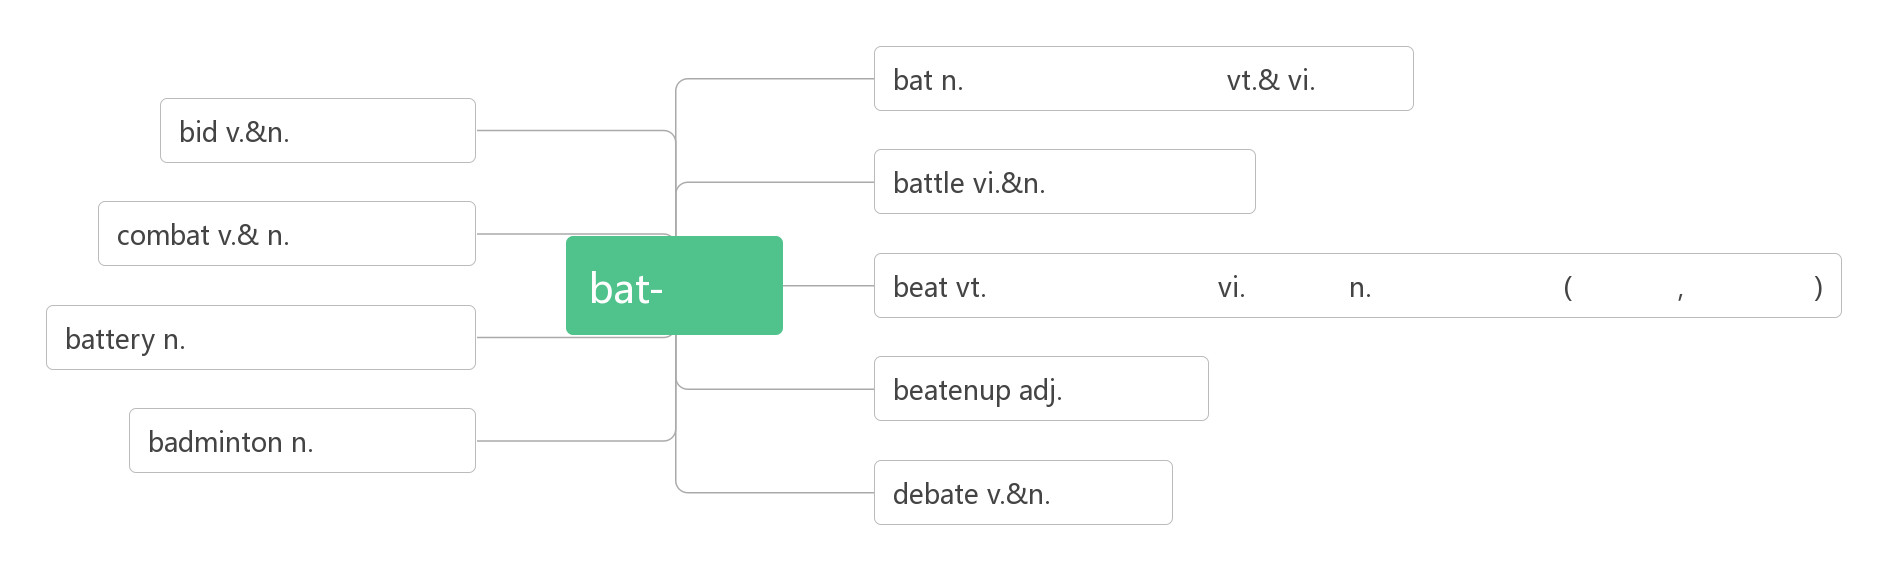 bat-
bat n. vt.& vi.
battle vi.&n.
beat vt. vi. n. ( , )
beatenup adj.
debate v.&n.
bid v.&n.
combat v.& n.
battery n.
badminton n.